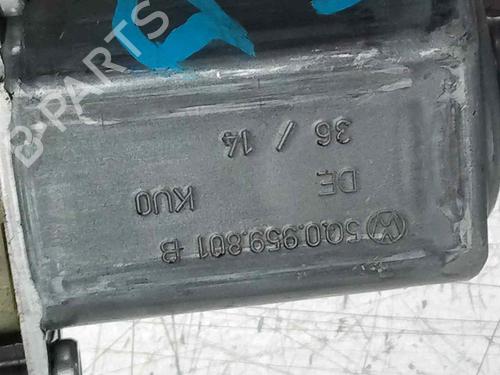 5Q0.959.801 B
DE KU0
36 / 14
B-PARTS